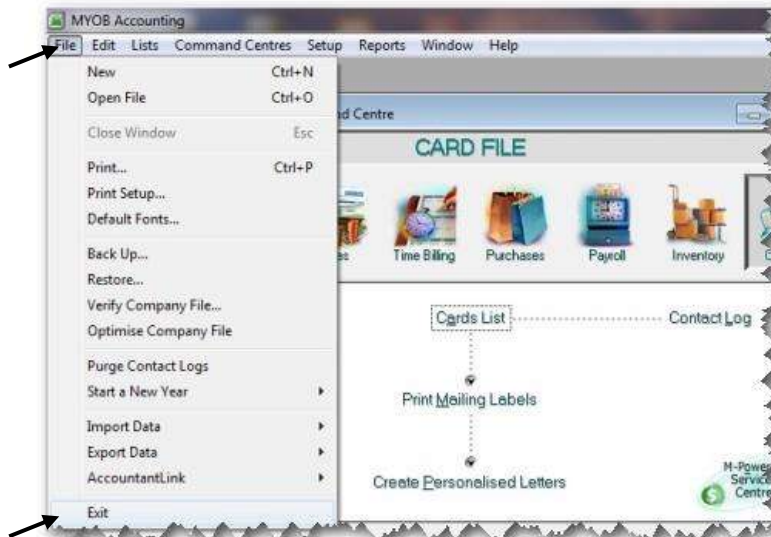 MYOB Accounting
File Edit Lists Command Centres Setup Reports Window Help
New Ctrl+N
Open File Ctrl+O
Close Window Esc
Print... Ctrl+P
Print Setup...
Default Fonts...
Back Up...
Restore...
Verify Company File...
Optimise Company File
Purge Contact Logs
Start a New Year
Import Data
Export Data
AccountantLink
Exit
Centre
CARD FILE
Time Billing Purchases Payroll Inventory
Cards List Contact Log
Print Mailing Labels
Create Personalised Letters
M-Power
Service
Centre